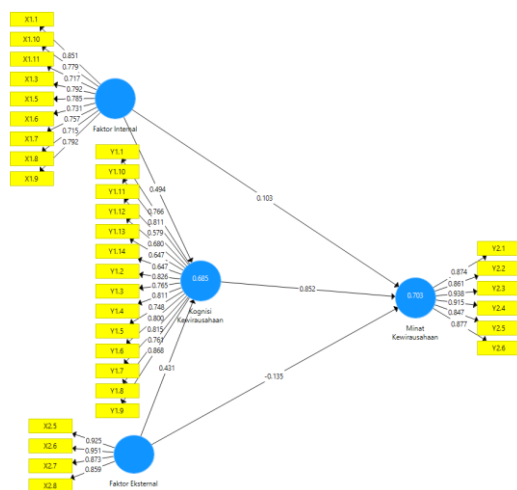 X1.1
X1.10
X1.11
X1.3
X1.5
X1.6
X1.7
X1.8
X1.9
0.851
0.779
0.717
0.792
0.785
0.731
0.757
0.715
0.792
Faktor Internal
0.494
0.103
Y1.1
Y1.10
Y1.11
Y1.12
Y1.13
Y1.14
Y1.2
Y1.3
Y1.4
Y1.5
Y1.6
Y1.7
Y1.8
Y1.9
0.766
0.811
0.579
0.680
0.647
0.647
0.826
0.765
0.811
0.748
0.800
0.815
0.761
0.868
0.685
Kognisi
Kewirausahaan
0.852
0.703
Minat
Kewirausahaan
0.874
0.861
0.938
0.915
0.847
0.877
Y2.1
Y2.2
Y2.3
Y2.4
Y2.5
Y2.6
0.431
-0.135
X2.5
X2.6
X2.7
X2.8
0.925
0.951
0.873
0.859
Faktor Eksternal